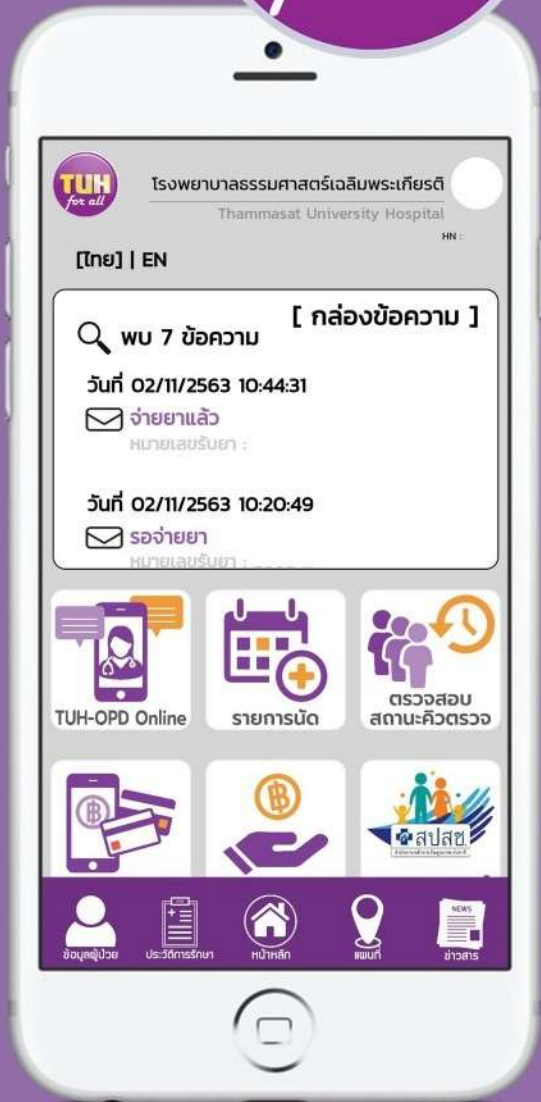 TUH
for all
โรงพยาบาลธรรมศาสตร์เฉลิมพระเกียรติ
Thammasat University Hospital
HN :
[ไทย] | EN
[ กล่องข้อความ ]
พบ 7 ข้อความ
วันที่ 02/11/2563 10:44:31
จ่ายยาแล้ว
หมายเลขรับยา :
วันที่ 02/11/2563 10:20:49
รอจ่ายยา
หมายเลขรับยา :
TUH-OPD Online
รายการนัด
ตรวจสอบ
สถานะคิวตรวจ
สปสช.
ข้อมูลผู้ป่วย
ประวัติการรักษา
หน้าหลัก
แผนที่
NEWS
ข่าวสาร